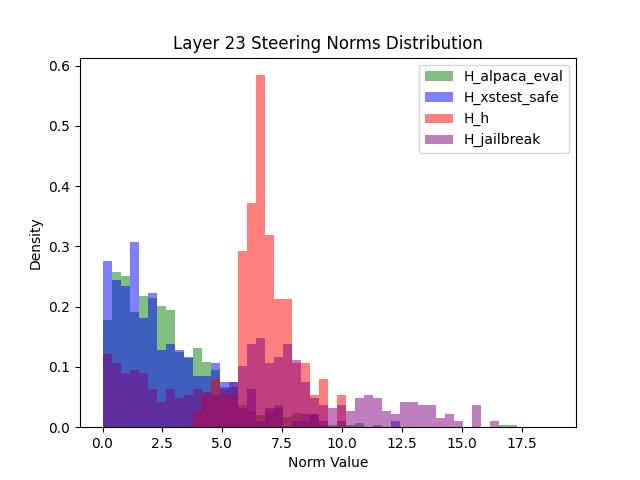 Layer 23 Steering Norms Distribution
H_alpaca_eval
H_xstest_safe
H_h
H_jailbreak
Density
0.6
0.5
0.4
0.3
0.2
0.1
0.0
0.0 2.5 5.0 7.5 10.0 12.5 15.0 17.5
Norm Value